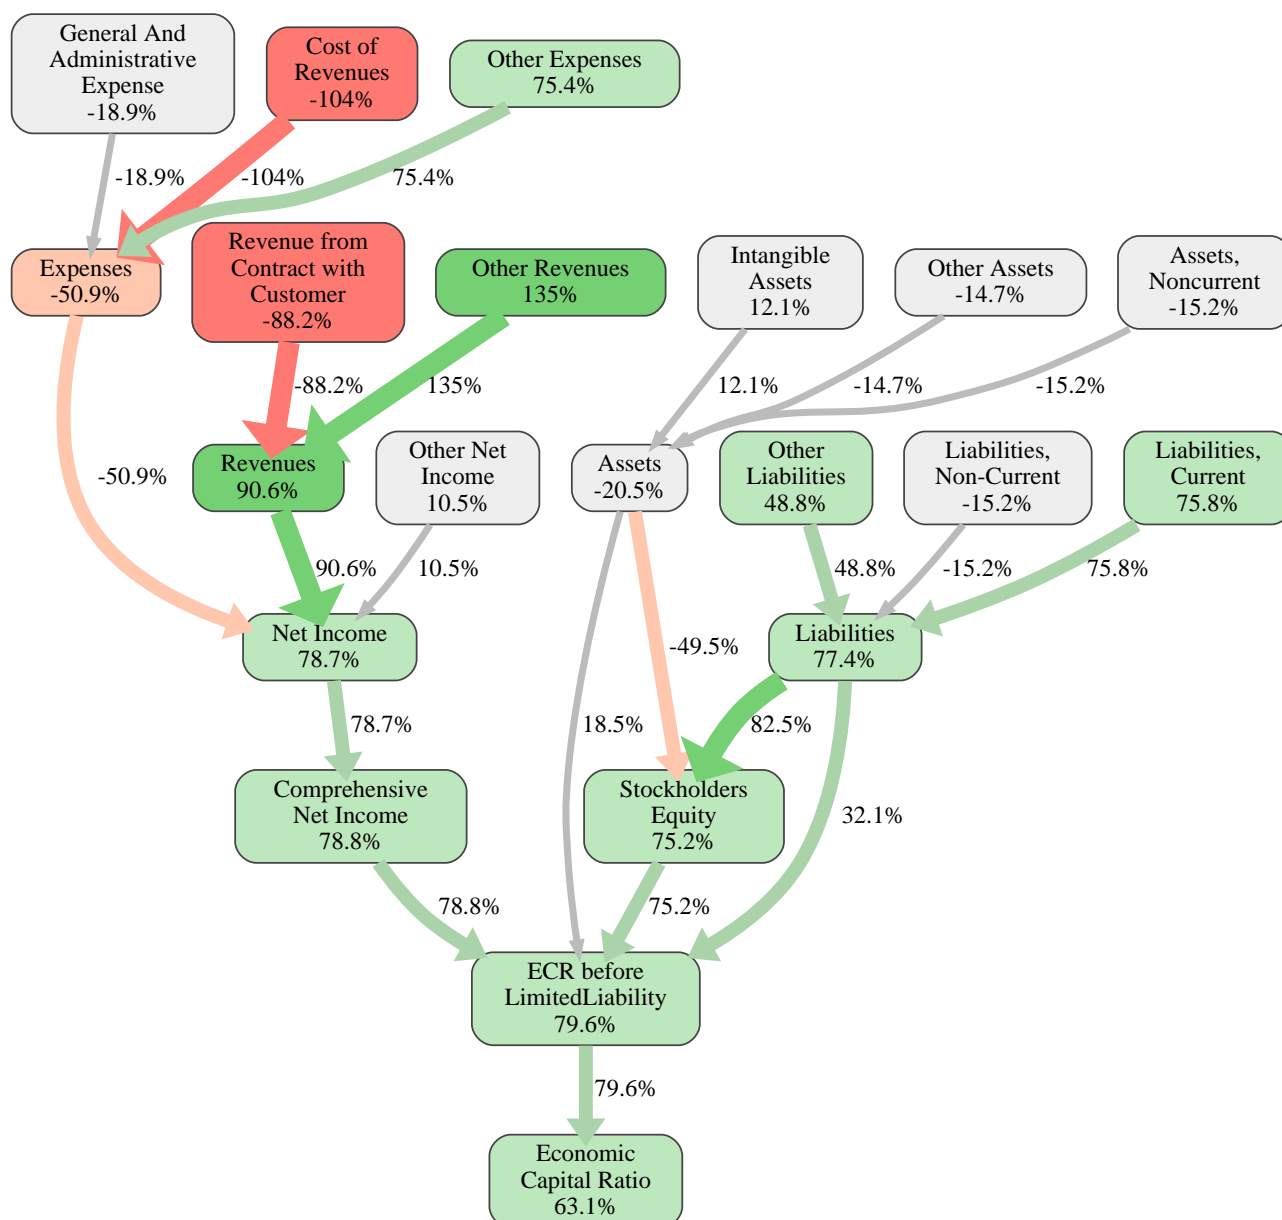 General And
Administrative
Expense
-18.9%
Cost of
Revenues
-104%
Other Expenses
75.4%
-18.9%
-104%
75.4%
Expenses
-50.9%
Revenue from
Contract with
Customer
-88.2%
Other Revenues
135%
Intangible
Assets
12.1%
Other Assets
-14.7%
Assets,
Noncurrent
-15.2%
-88.2%
135%
12.1%
-14.7%
-15.2%
-50.9%
Revenues
90.6%
Other Net
Income
10.5%
Assets
-20.5%
Other
Liabilities
48.8%
Liabilities,
Non-Current
-15.2%
Liabilities,
Current
75.8%
90.6%
10.5%
48.8%
-15.2%
75.8%
Net Income
78.7%
-49.5%
Liabilities
77.4%
78.7%
18.5%
82.5%
32.1%
Comprehensive
Net Income
78.8%
Stockholders
Equity
75.2%
78.8%
75.2%
ECR before
LimitedLiability
79.6%
79.6%
Economic
Capital Ratio
63.1%